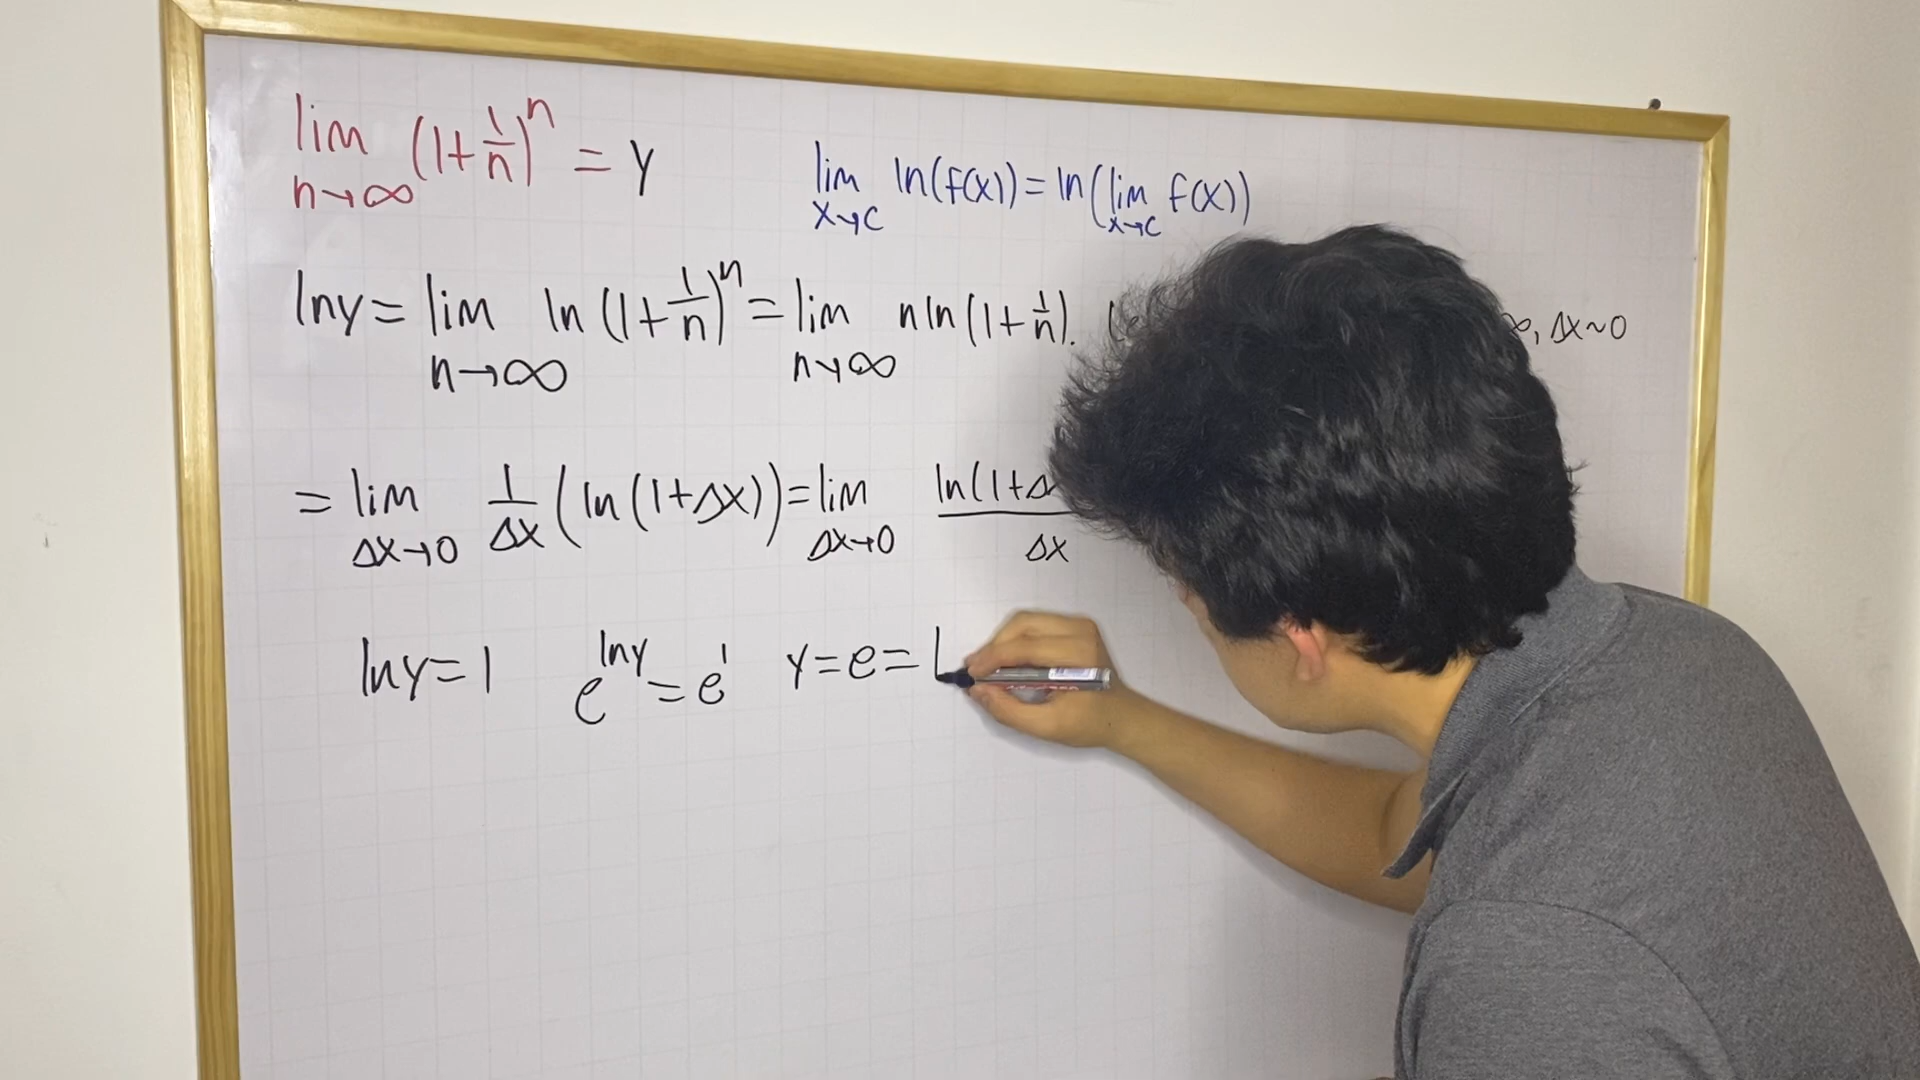 lim (1+1/n)^n = y
n→∞
lim ln(f(x)) = ln(lim f(x))
x→c x→c
lny = lim ln(1+1/n)^n = lim nln(1+1/n).
n→∞ n→∞
∞, Δx~0
= lim 1/Δx (ln(1+Δx)) = lim ln(1+Δ
Δx→0 Δx→0 Δx
lny=1 e^lny = e^1 y=e=